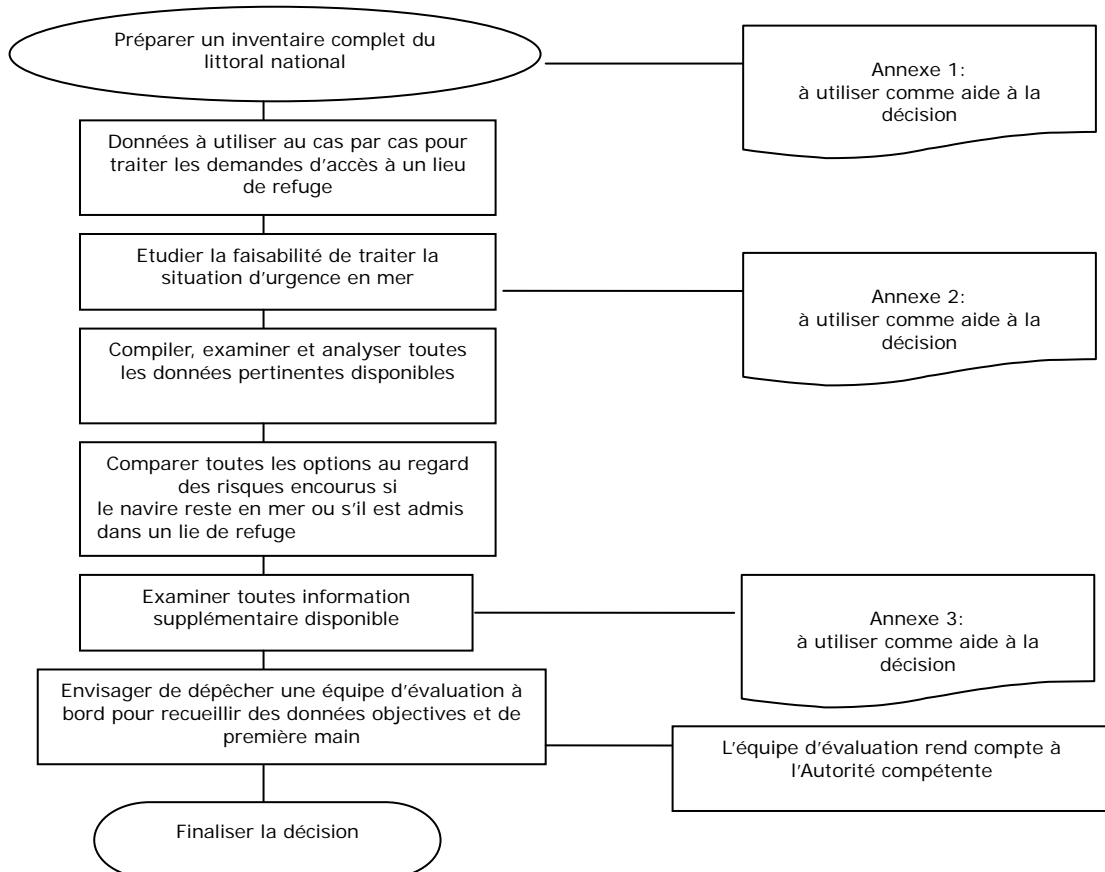 Préparer un inventaire complet du
littoral national
Annexe 1:
à utiliser comme aide à la
décision
Données à utiliser au cas par cas pour
traiter les demandes d'accès à un lieu
de refuge
Etudier la faisabilité de traiter la
situation d'urgence en mer
Annexe 2:
à utiliser comme aide à la
décision
Compiler, examiner et analyser toutes
les données pertinentes disponibles
Comparer toutes les options au regard
des risques encourus si
le navire reste en mer ou s'il est admis
dans un lie de refuge
Examiner toutes information
supplémentaire disponible
Annexe 3:
à utiliser comme aide à la
décision
Envisager de dépêcher une équipe d'évaluation à
bord pour recueillir des données objectives et de
première main
L'équipe d'évaluation rend compte à
l'Autorité compétente
Finaliser la décision